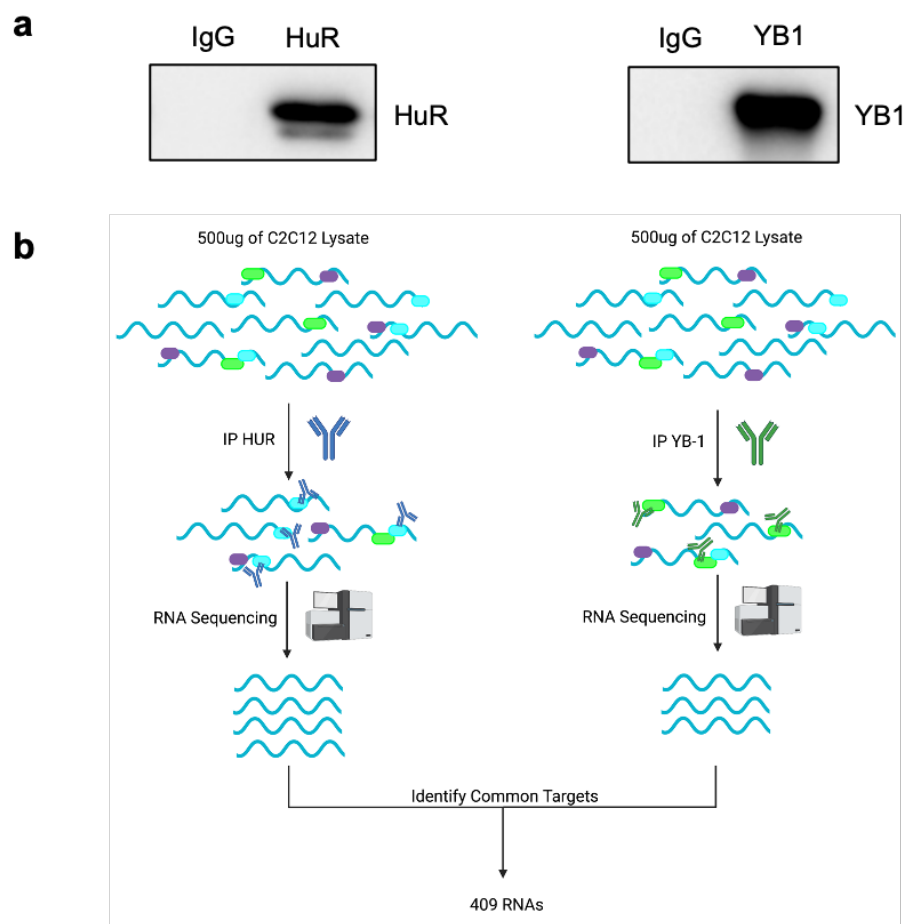 a
IgG HuR
HuR
IgG YB1
YB1
b
500ug of C2C12 Lysate
500ug of C2C12 Lysate
IP HUR
IP YB-1
RNA Sequencing
RNA Sequencing
Identify Common Targets
409 RNAs